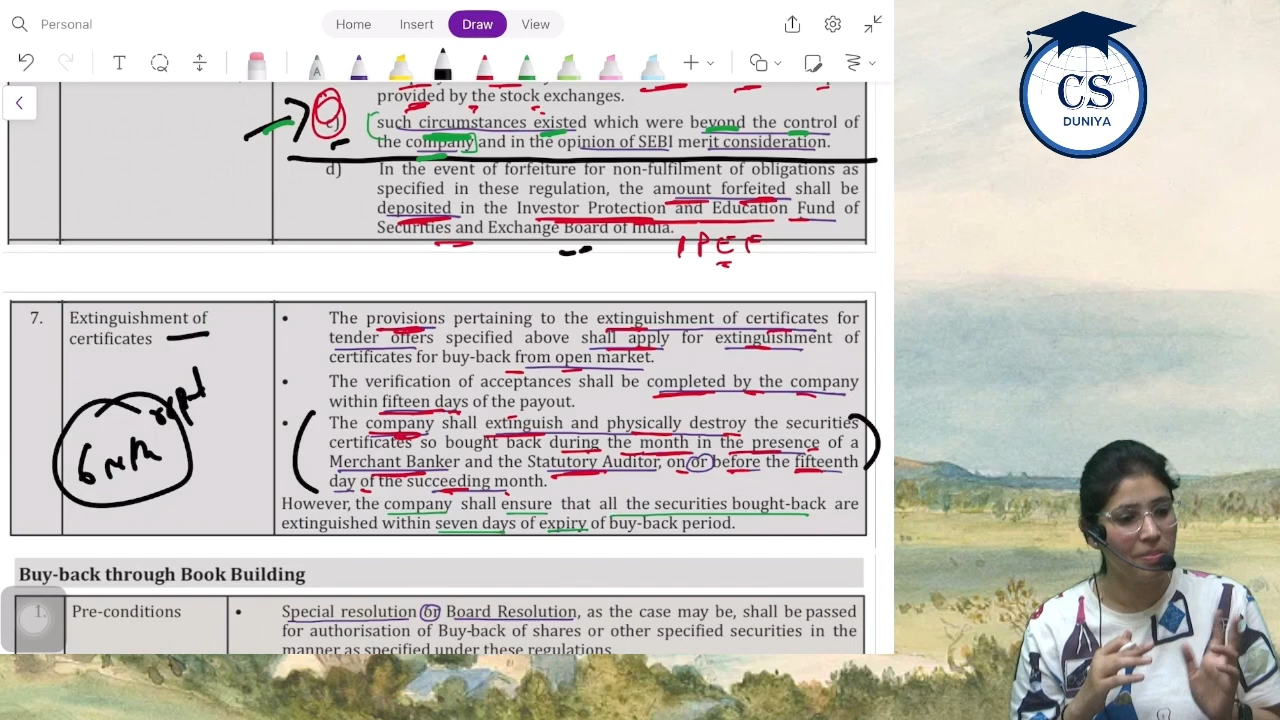 Personal
Home Insert Draw View
CS
DUNIYA
provided by the stock exchanges.
such circumstances existed which were beyond the control of
the company and in the opinion of SEBI merit consideration.
d) In the event of forfeiture for non-fulfilment of obligations as
specified in these regulation, the amount forfeited shall be
deposited in the Investor Protection and Education Fund of
Securities and Exchange Board of India.
IPEF
7. Extinguishment of
certificates
• The provisions pertaining to the extinguishment of certificates for
tender offers specified above shall apply for extinguishment of
certificates for buy-back from open market.
• The verification of acceptances shall be completed by the company
within fifteen days of the payout.
• The company shall extinguish and physically destroy the securities
certificates so bought back during the month in the presence of a
Merchant Banker and the Statutory Auditor, on or before the fifteenth
day of the succeeding month.
However, the company shall ensure that all the securities bought-back are
extinguished within seven days of expiry of buy-back period.
Buy-back through Book Building
1. Pre-conditions
• Special resolution or Board Resolution, as the case may be, shall be passed
for authorisation of Buy-back of shares or other specified securities in the
manner as specified under these regulations.